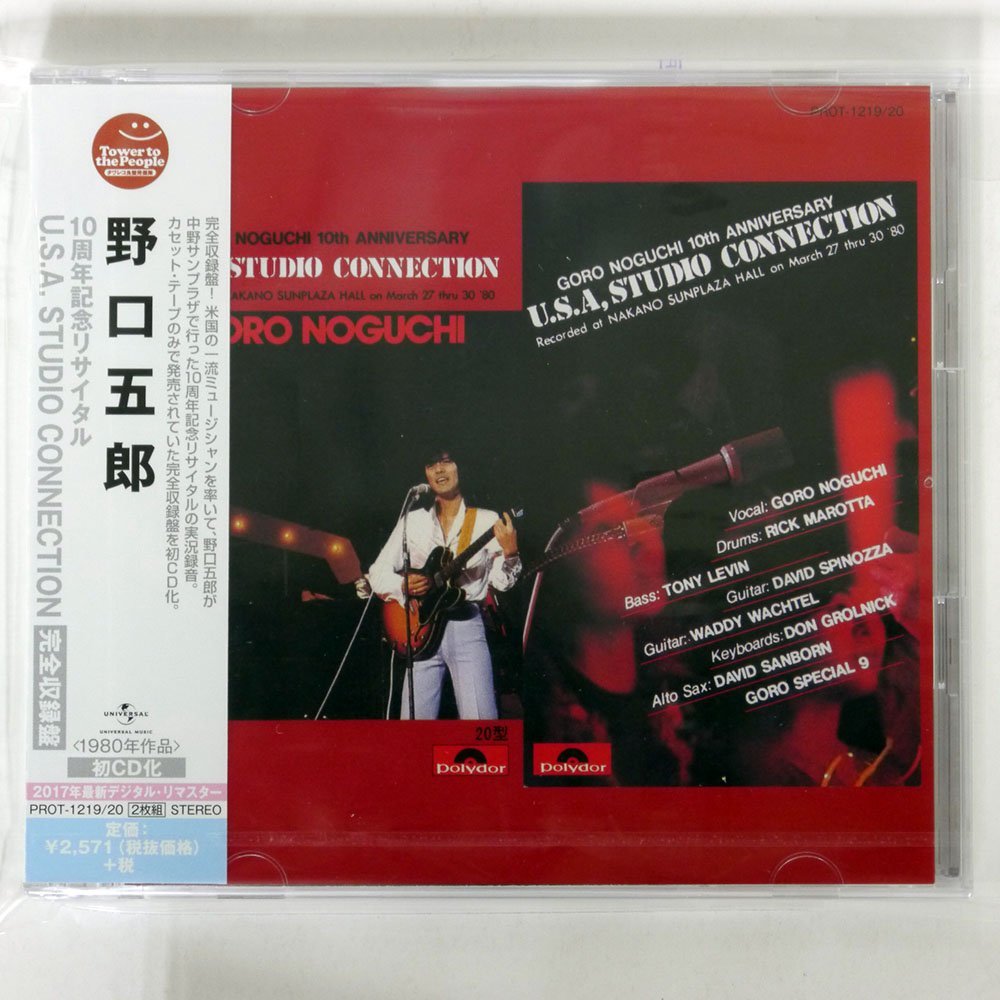 Tower to
the People
タワレコ名盤発掘隊
野口五郎
10周年記念リサイタル
U.S.A, STUDIO CONNECTION
完全収録盤
完全収録盤! 米国の一流ミュージシャンを率いて、野口五郎が
中野サンプラザで行った10周年記念リサイタルの実況録音。
カセット・テープのみで発売されていた完全収録盤を初CD化。
UNIVERSAL
UNIVERSAL MUSIC
〈1980年作品〉
初CD化
2017年最新デジタル・リマスター
PROT-1219/20 2枚組 STEREO
定価:
¥2,571(税抜価格)
+税
PROT-1219/20
NOGUCHI 10th ANNIVERSARY
STUDIO CONNECTION
NAKANO SUNPLAZA HALL on March 27 thru 30 '80
ORO NOGUCHI
20型
Polydor
GORO NOGUCHI 10th ANNIVERSARY
U.S.A, STUDIO CONNECTION
Recorded at NAKANO SUNPLAZA HALL on March 27 thru 30 '80
Vocal: GORO NOGUCHI
Drums: RICK MAROTTA
Bass: TONY LEVIN
Guitar: DAVID SPINOZZA
Guitar: WADDY WACHTEL
Keyboards: DON GROLNICK
Alto Sax: DAVID SANBORN
GORO SPECIAL 9
Polydor